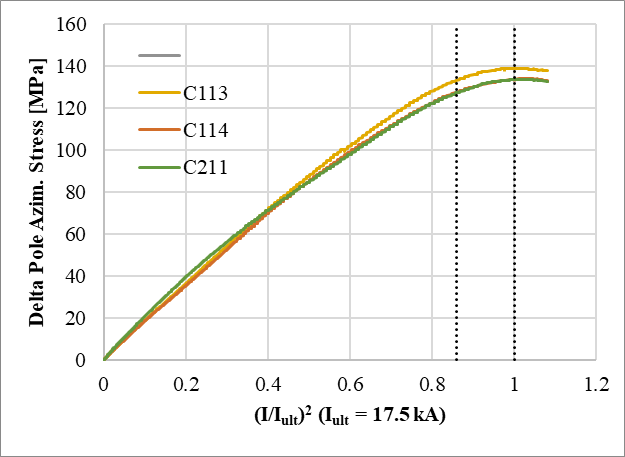 160
140
120
100
80
60
40
20
0
Delta Pole Azim. Stress [MPa]
C113
C114
C211
0 0.2 0.4 0.6 0.8 1 1.2
(I/Iult)² (Iult = 17.5 kA)